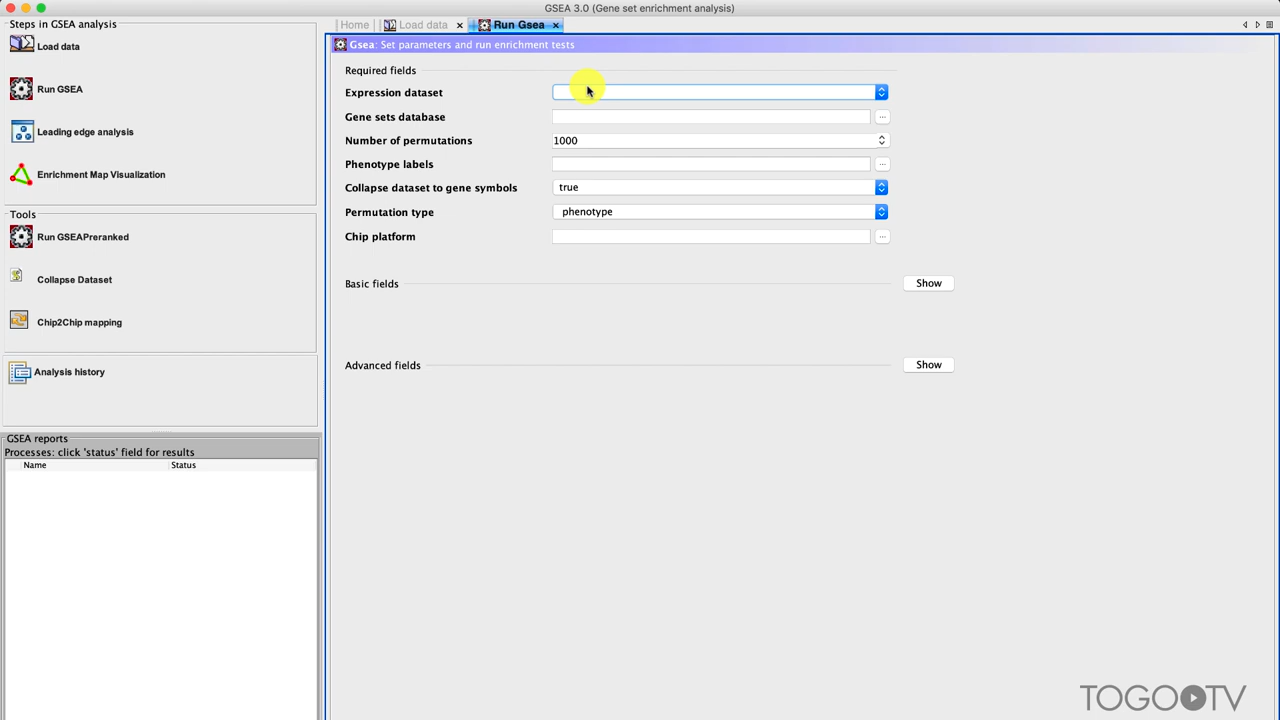 GSEA 3.0 (Gene set enrichment analysis)
Steps in GSEA analysis
Load data
Run GSEA
Leading edge analysis
Enrichment Map Visualization
Tools
Run GSEAPreranked
Collapse Dataset
Chip2Chip mapping
Analysis history
GSEA reports
Processes: click 'status' field for results
Name Status
Home Load data Run Gsea
Gsea: Set parameters and run enrichment tests
Required fields
Expression dataset
Gene sets database ...
Number of permutations 1000
Phenotype labels ...
Collapse dataset to gene symbols true
Permutation type phenotype
Chip platform ...
Basic fields Show
Advanced fields Show
TOGO TV